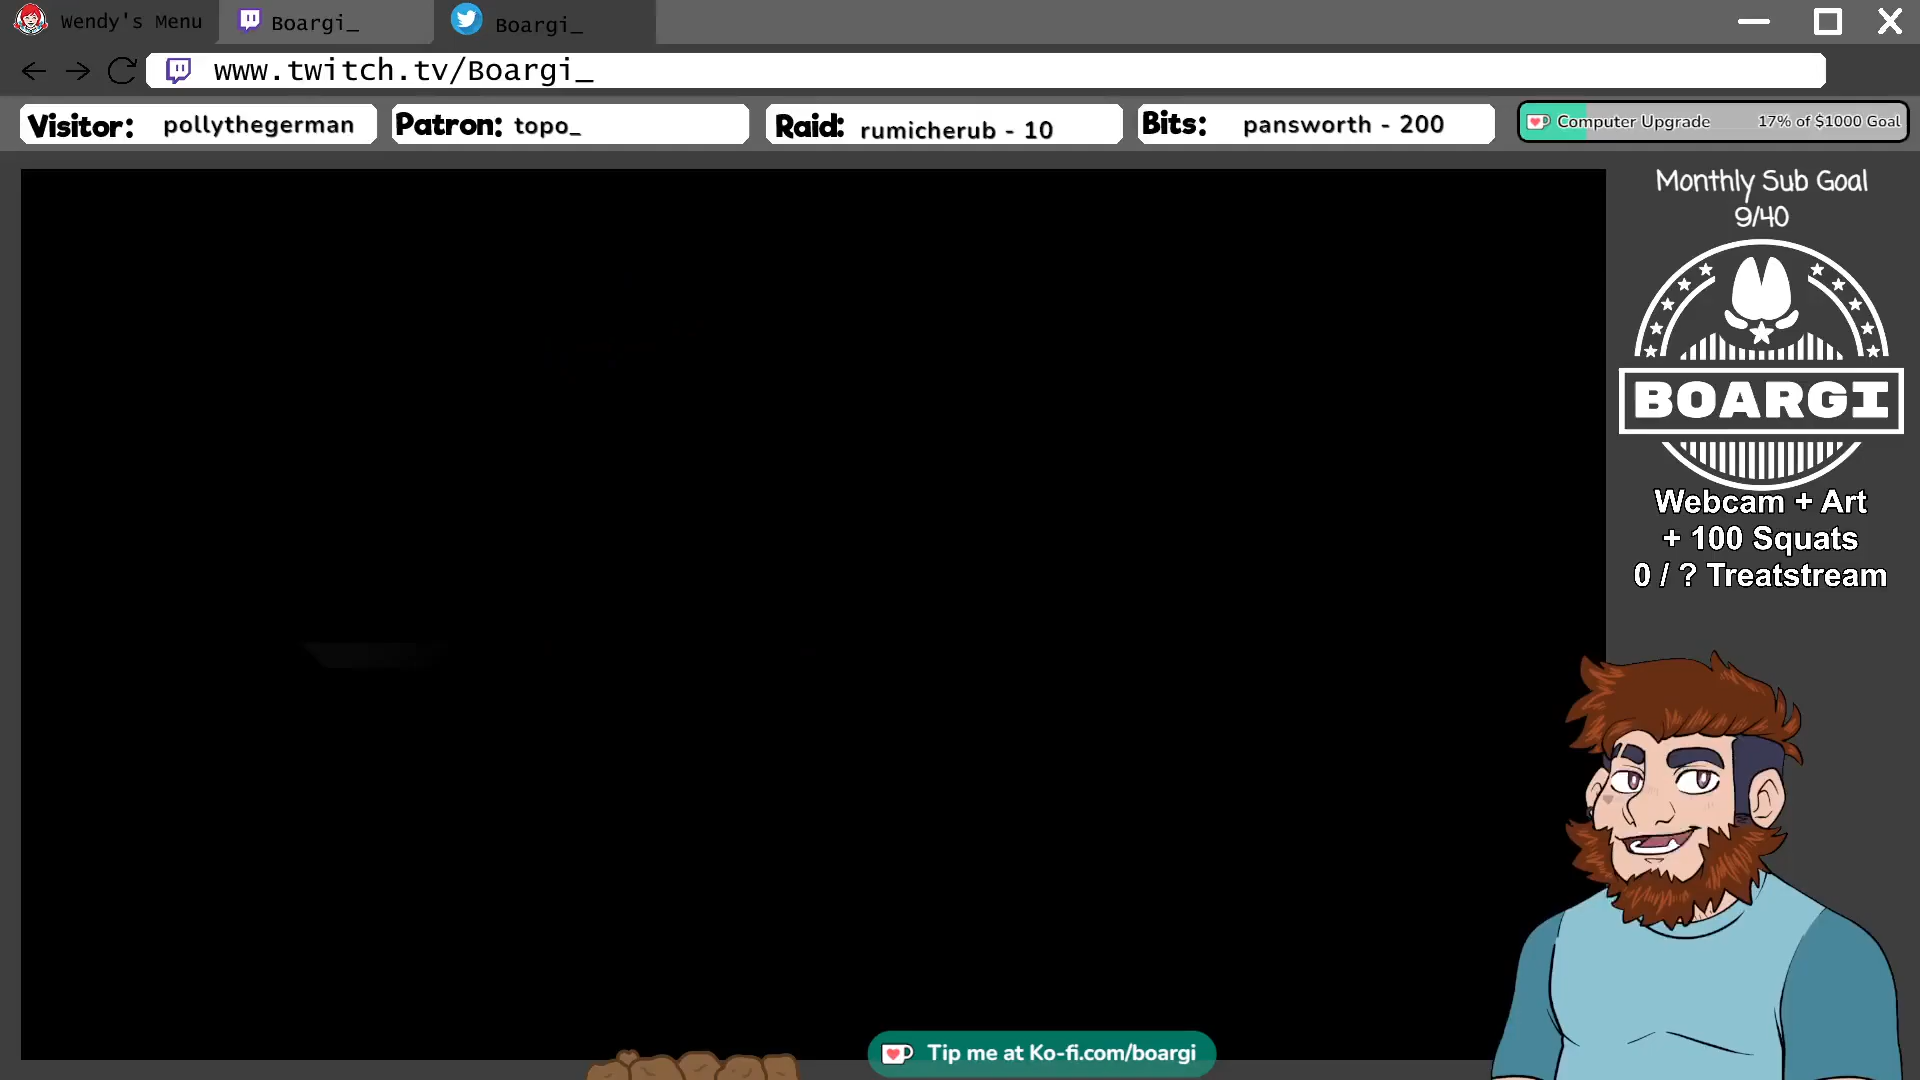 Wendy's Menu
Boargi_
Boargi_
www.twitch.tv/Boargi_
Visitor: pollythegerman
Patron: topo_
Raid: rumicherub - 10
Bits: pansworth - 200
Computer Upgrade 17% of $1000 Goal
Monthly Sub Goal
9/40
BOARGI
Webcam + Art
+ 100 Squats
0 / ? Treatstream
Tip me at Ko-fi.com/boargi